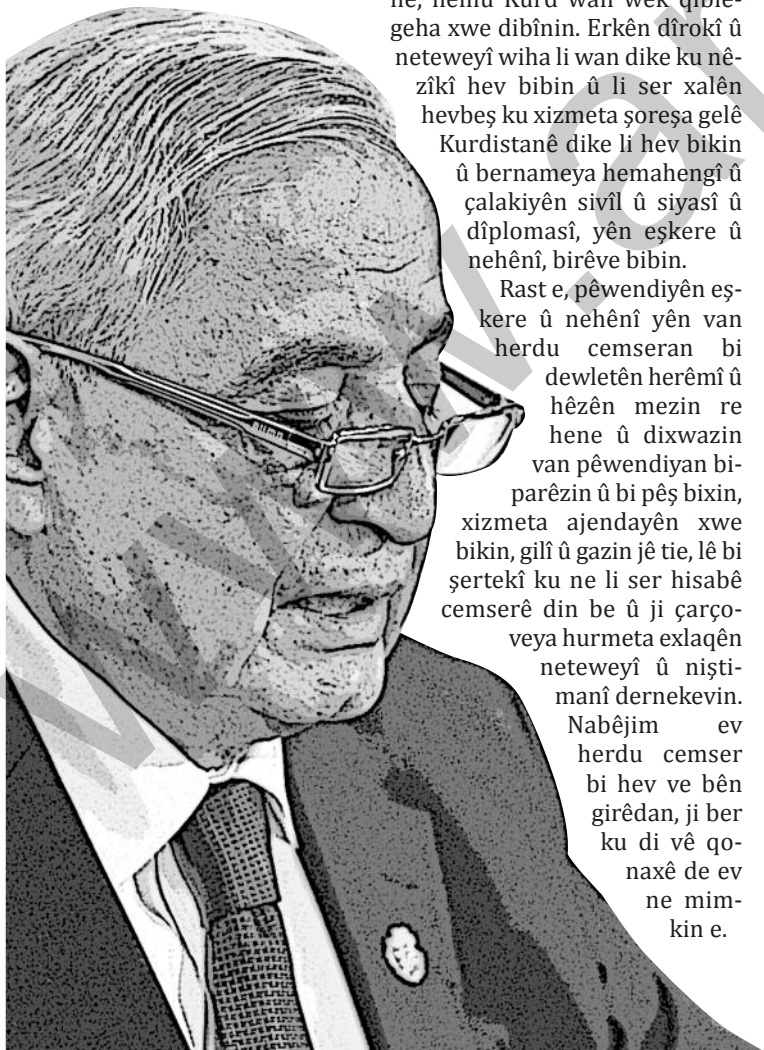 ne, hemû Kurd wan wek qible-
geha xwe dibînin. Erkên dîrokî û
neteweyî wiha li wan dike ku nê-
zîkî hev bibin û li ser xalên
hevbeş ku xizmeta şoreşa gelê
Kurdistanê dike li hev bikin
û bernameya hemahengî û
çalakiyên sivîl û siyasî û
dîplomasî, yên eşkere û
nehênî, birêve bibin.
Rast e, pêwendiyên eş-
kere û nehênî yên van
herdu cemseran bi
dewletên herêmî û
hêzên mezin re
hene û dixwazin
van pêwendiyan bi-
parêzin û bi pêş bixin,
xizmeta ajendayên xwe
bikin, gilî û gazin jê tie, lê bi
şertekî ku ne li ser hisabê
cemserê din be û ji çarço-
veya hurmeta exlaqên
neteweyî û nişti-
manî dernekevin.
Nabêjim ev
herdu cemser
bi hev ve bên
girêdan, ji ber
ku di vê qo-
naxê de ev
ne mim-
kin e.